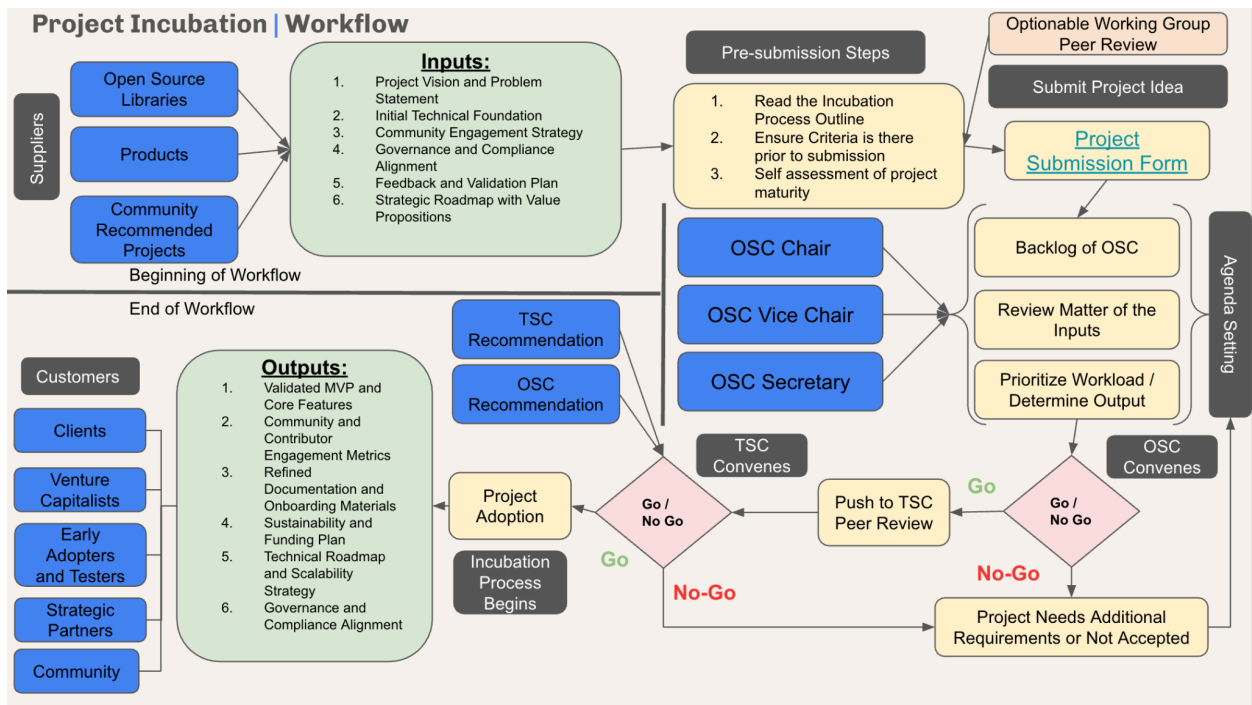 Project Incubation | Workflow
Suppliers
Open Source
Libraries
Products
Community
Recommended
Projects
Inputs:
1. Project Vision and Problem
Statement
2. Initial Technical Foundation
3. Community Engagement Strategy
4. Governance and Compliance
Alignment
5. Feedback and Validation Plan
6. Strategic Roadmap with Value
Propositions
Pre-submission Steps
1. Read the Incubation
Process Outline
2. Ensure Criteria is there
prior to submission
3. Self assessment of project
maturity
Optionable Working Group
Peer Review
Submit Project Idea
Project
Submission Form
Beginning of Workflow
End of Workflow
OSC Chair
OSC Vice Chair
OSC Secretary
Backlog of OSC
Review Matter of the
Inputs
Prioritize Workload /
Determine Output
Agenda Setting
TSC
Recommendation
OSC
Recommendation
TSC
Convenes
OSC
Convenes
Go /
No Go
Go
Push to TSC
Peer Review
Go /
No Go
Go
Project
Adoption
Incubation
Process
Begins
No-Go
No-Go
Project Needs Additional
Requirements or Not Accepted
Outputs:
1. Validated MVP and
Core Features
2. Community and
Contributor
Engagement Metrics
3. Refined
Documentation and
Onboarding Materials
4. Sustainability and
Funding Plan
5. Technical Roadmap
and Scalability
Strategy
6. Governance and
Compliance Alignment
Customers
Clients
Venture
Capitalists
Early
Adopters
and Testers
Strategic
Partners
Community